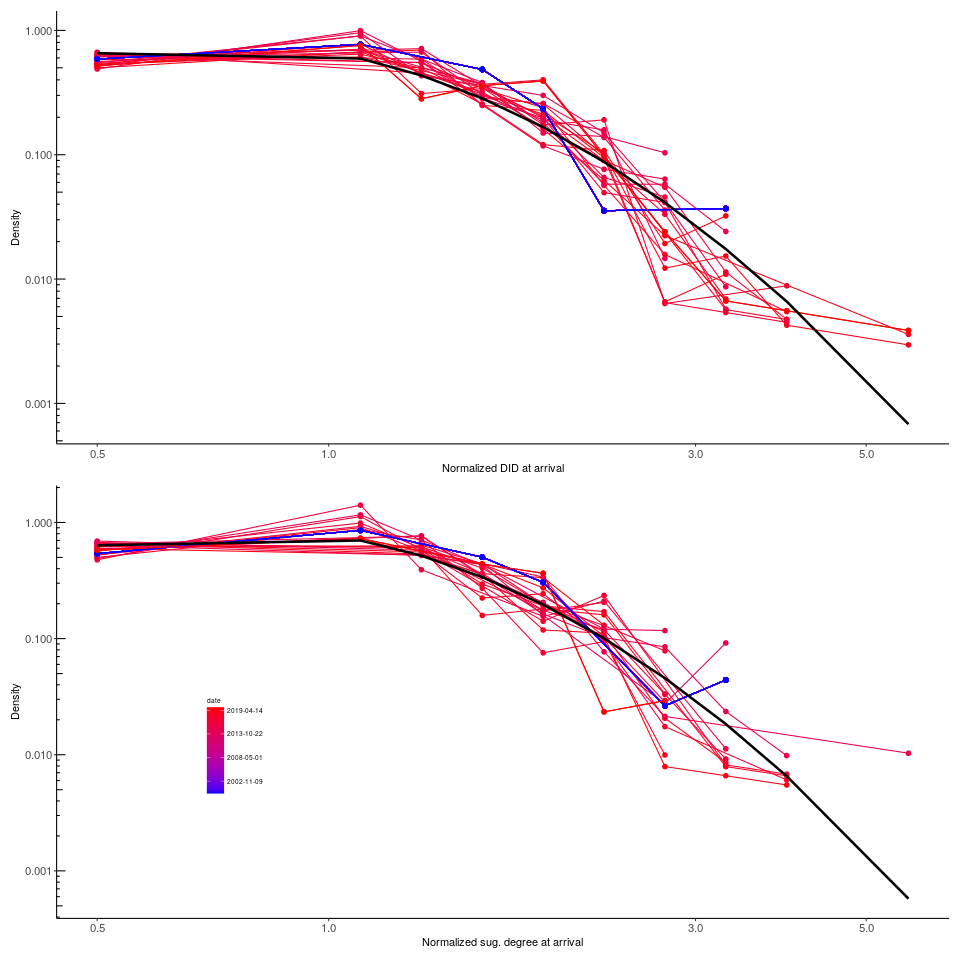 1.000
0.100
0.010
0.001
Density
0.5 1.0 3.0 5.0
Normalized DID at arrival
1.000
0.100
0.010
0.001
Density
date
2019-04-14
2013-10-22
2008-05-01
2002-11-09
0.5 1.0 3.0 5.0
Normalized sug. degree at arrival